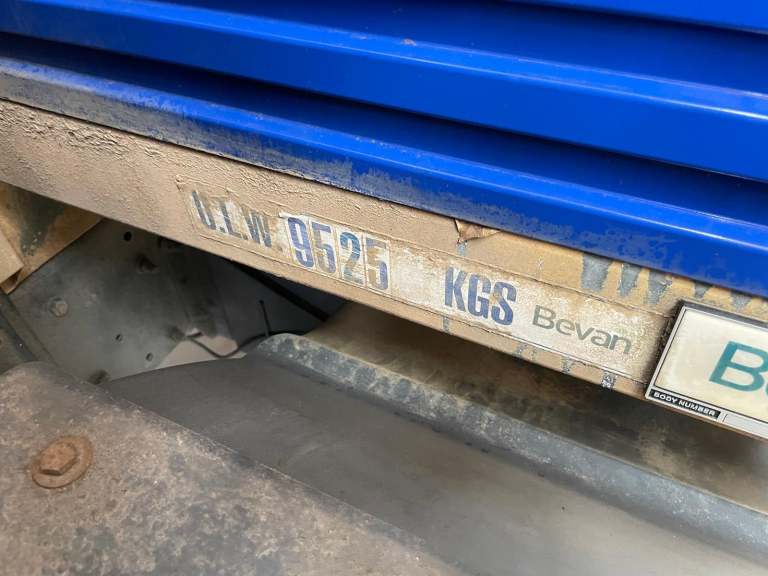 U.L.W. 9525 KGS Bevan
BODY NUMBER